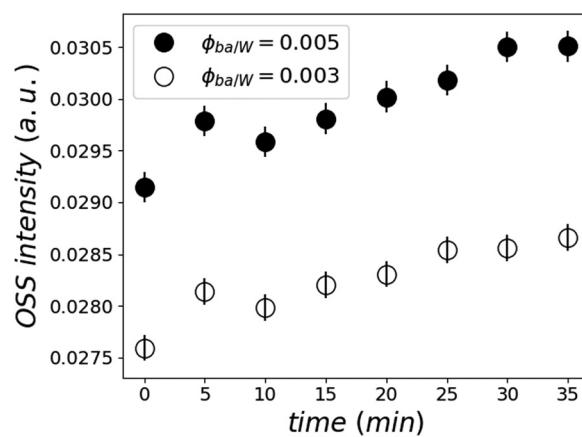 ϕba/W = 0.005
ϕba/W = 0.003
0.0305
0.0300
0.0295
0.0290
0.0285
0.0280
0.0275
OSS intensity (a.u.)
0 5 10 15 20 25 30 35
time (min)